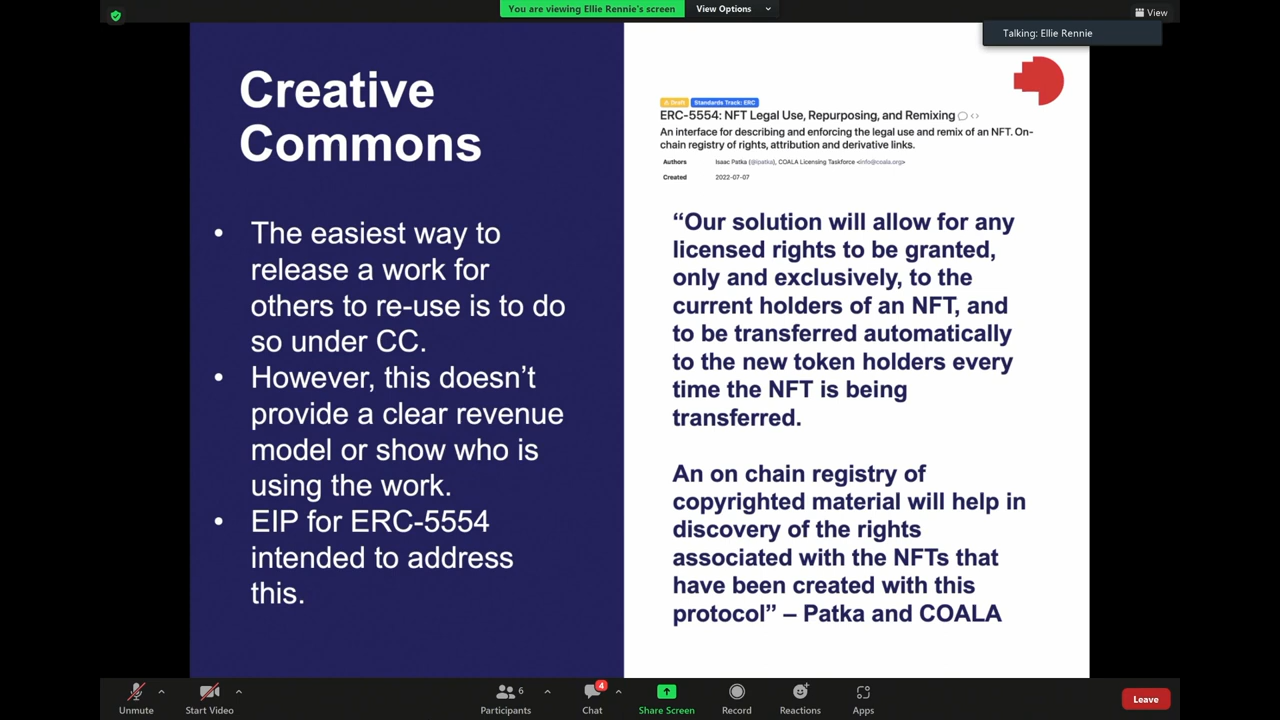 You are viewing Ellie Rennie's screen
View Options
View
Talking: Ellie Rennie
Creative
Commons
• The easiest way to
release a work for
others to re-use is to do
so under CC.
• However, this doesn’t
provide a clear revenue
model or show who is
using the work.
• EIP for ERC-5554
intended to address
this.
Draft Standards Track: ERC
ERC-5554: NFT Legal Use, Repurposing, and Remixing
An interface for describing and enforcing the legal use and remix of an NFT. On-
chain registry of rights, attribution and derivative links.
Authors Isaac Patka (@ipatka), COALA Licensing Taskforce <info@coala.org>
Created 2022-07-07
“Our solution will allow for any
licensed rights to be granted,
only and exclusively, to the
current holders of an NFT, and
to be transferred automatically
to the new token holders every
time the NFT is being
transferred.
An on chain registry of
copyrighted material will help in
discovery of the rights
associated with the NFTs that
have been created with this
protocol” – Patka and COALA
Unmute
Start Video
6
Participants
4
Chat
Share Screen
Record
Reactions
Apps
Leave